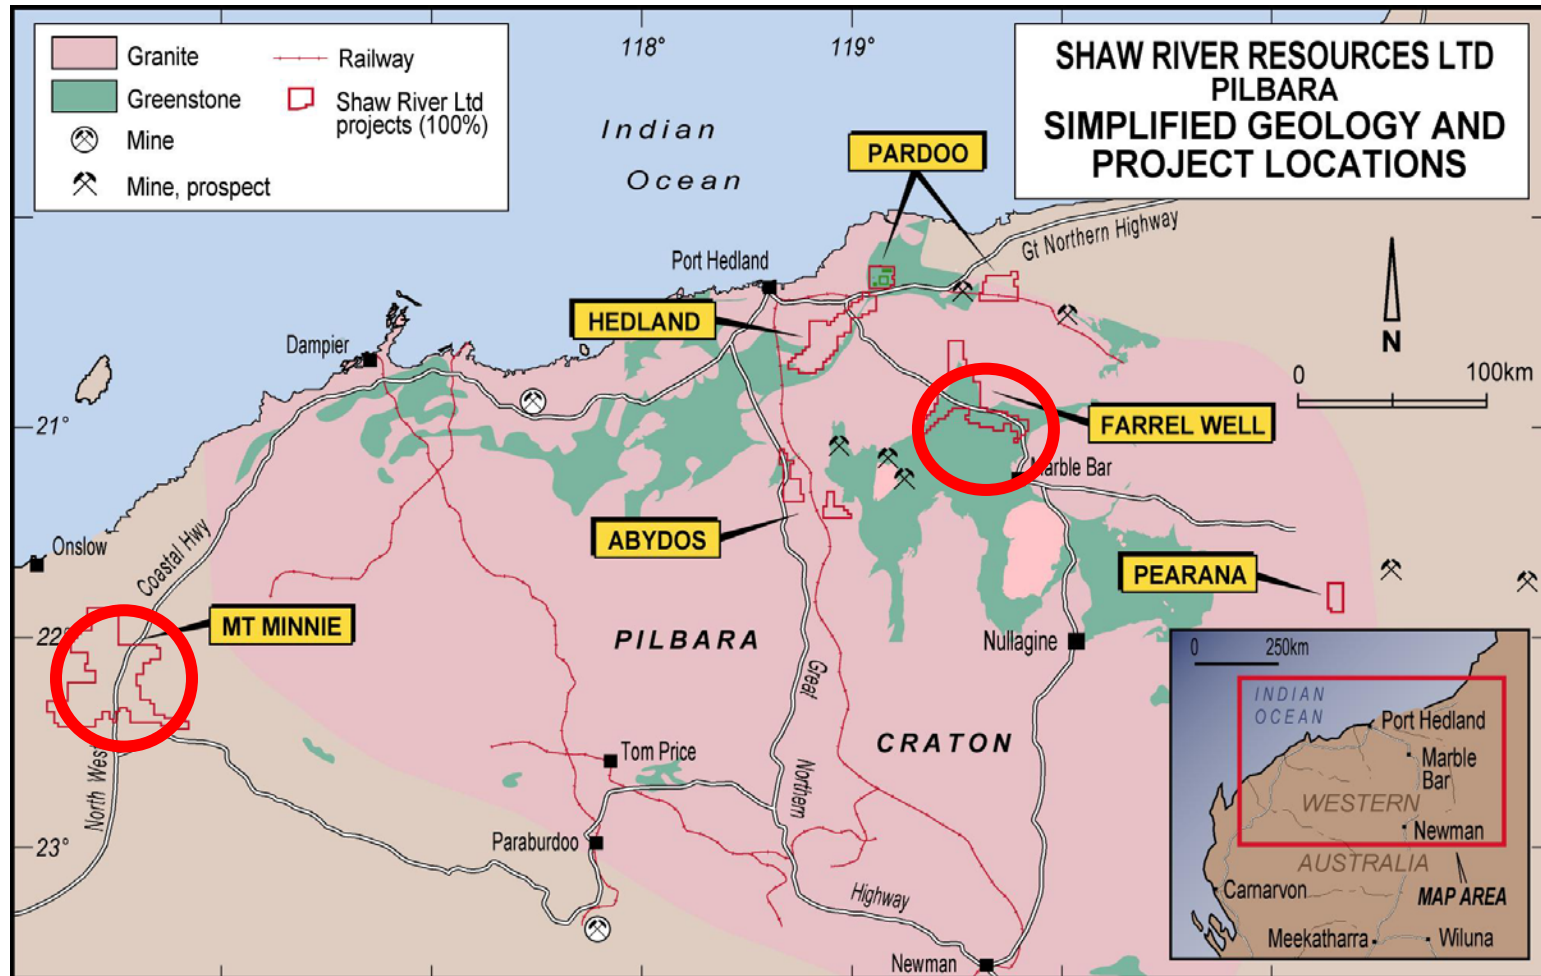 Granite
Greenstone
Mine
Mine, prospect
Railway
Shaw River Ltd
projects (100%)
118°
119°
SHAW RIVER RESOURCES LTD
PILBARA
SIMPLIFIED GEOLOGY AND
PROJECT LOCATIONS
Indian
Ocean
PARDOO
Gt Northern Highway
Port Hedland
HEDLAND
Dampier
N
0 100km
21°
FARREL WELL
Marble Bar
ABYDOS
Onslow
Coastal Hwy
PEARANA
22°
MT MINNIE
PILBARA
Nullagine
Great
CRATON
Tom Price
Northern
North West
23°
Paraburdoo
Highway
Newman
0 250km
INDIAN
OCEAN
Port Hedland
Marble
Bar
WESTERN
Newman
AUSTRALIA
Carnarvon
MAP AREA
Meekatharra
Wiluna